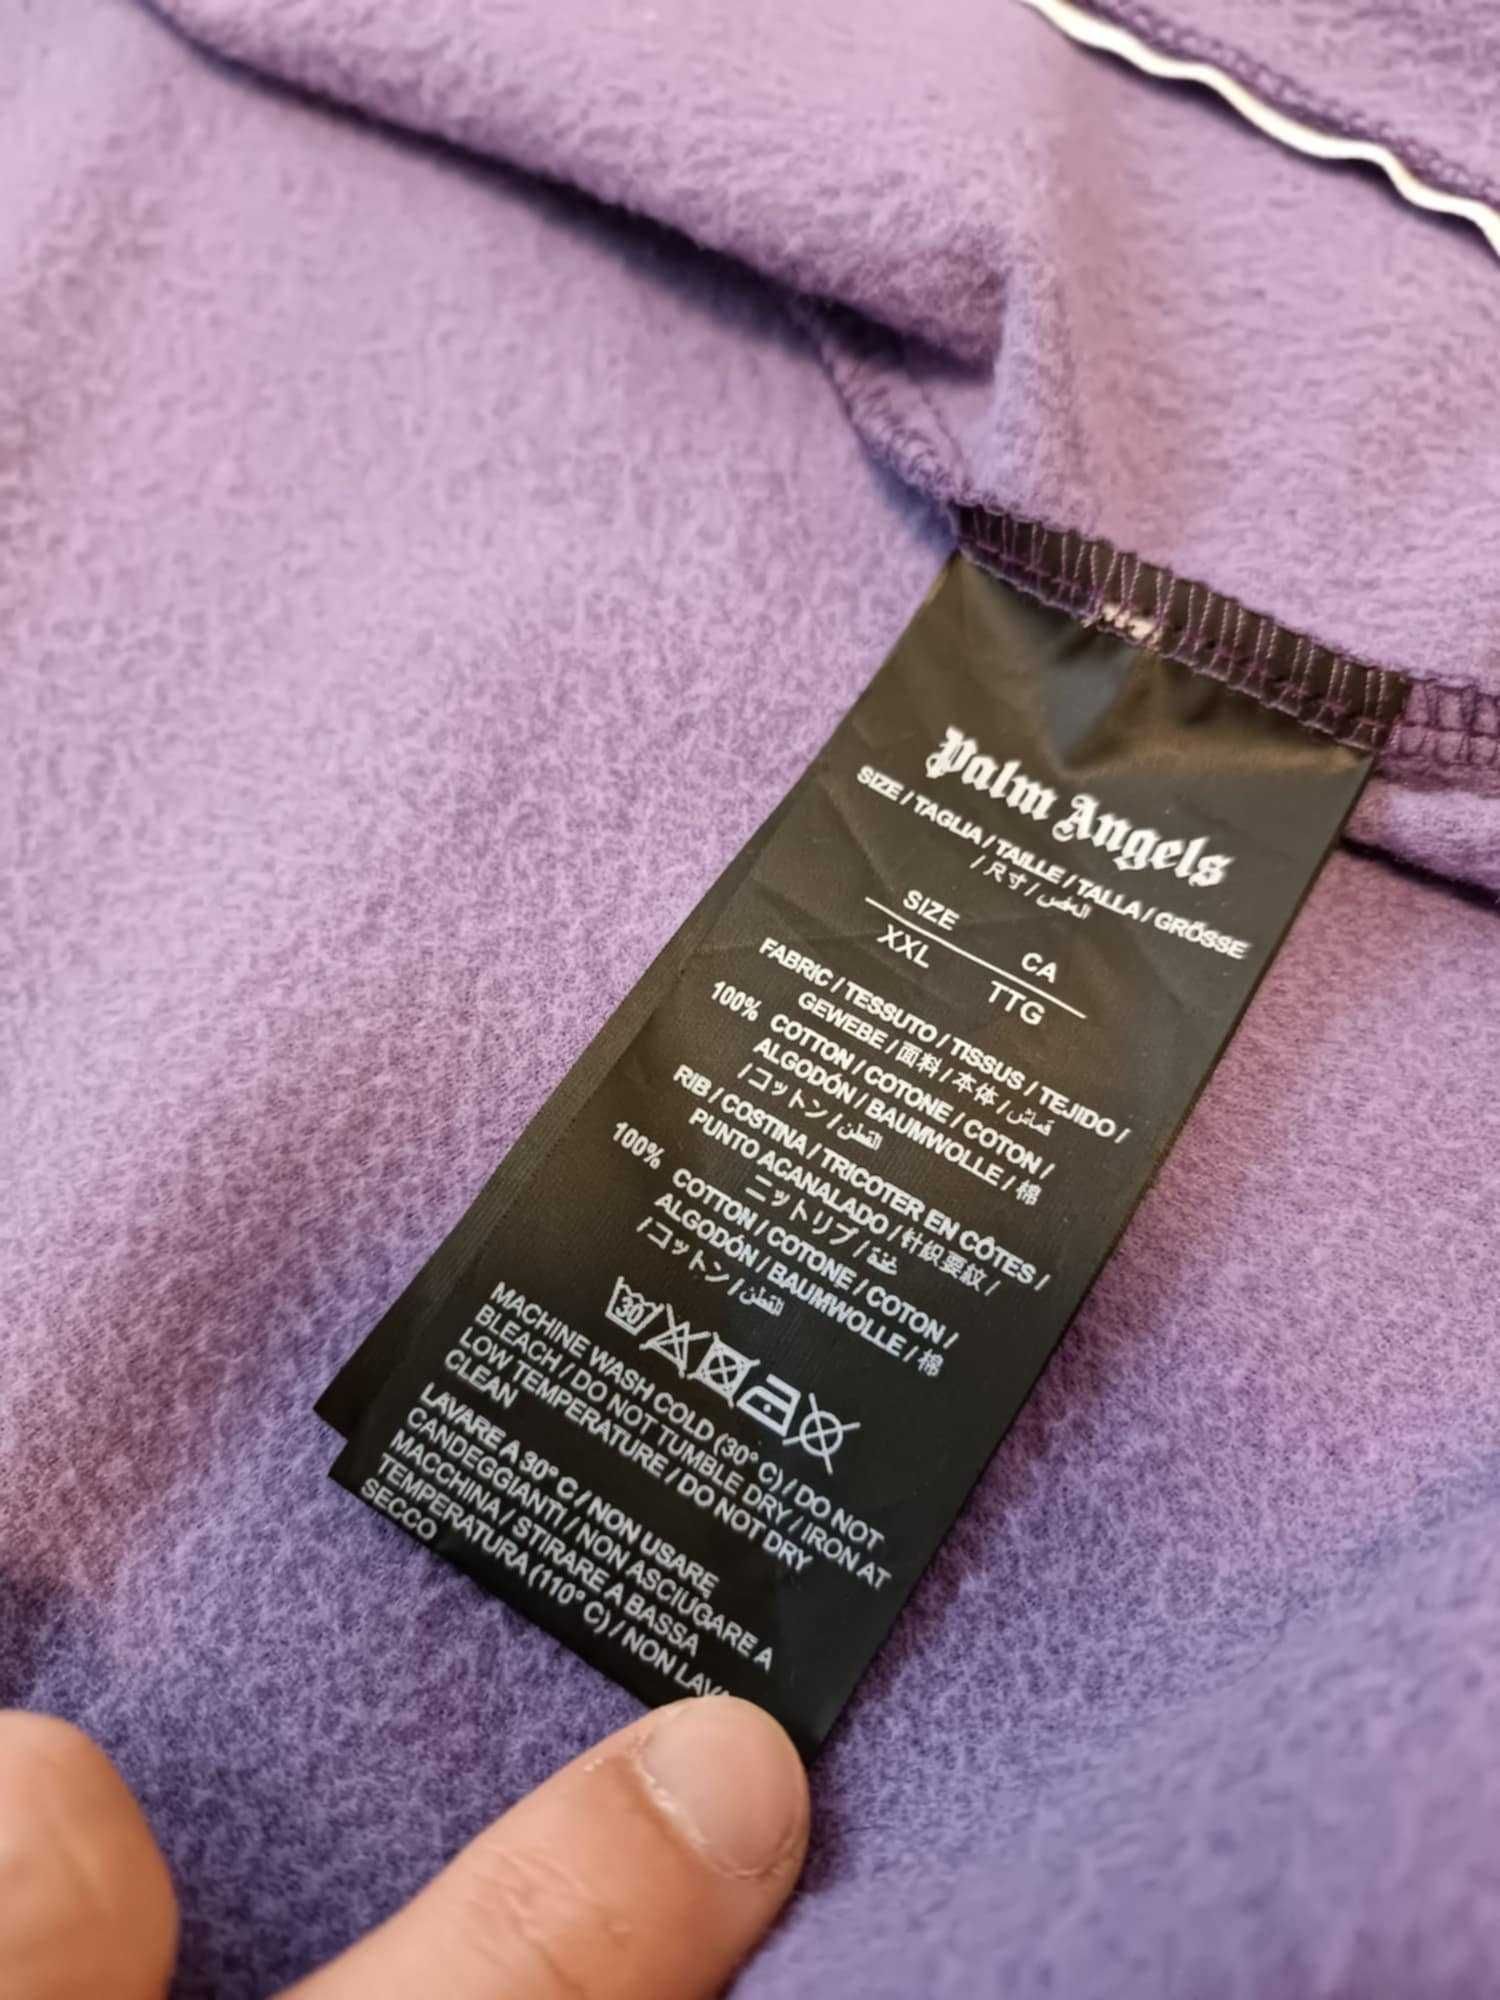 Palm Angels
SIZE / TAGLIA / TAILLE / TALLA / GRÖSSE
/ 尺寸 /
SIZE CA
XXL TTG
FABRIC / TESSUTO / TISSUS / TEJIDO /
GEWEBE / 面料 / 本体 / قماش
100% COTTON / COTONE / COTON /
ALGODÓN / BAUMWOLLE / 棉
/ コットン / القطن
RIB / COSTINA / TRICOTER EN CÔTES /
PUNTO ACANALADO / 针织要紋 /
ニットリブ /
100% COTTON / COTONE / COTON /
ALGODÓN / BAUMWOLLE / 棉
/ コットン / القطن
30
MACHINE WASH COLD (30° C) / DO NOT
BLEACH / DO NOT TUMBLE DRY / IRON AT
LOW TEMPERATURE / DO NOT DRY
CLEAN
LAVARE A 30° C / NON USARE
CANDEGGIANTI / NON ASCIUGARE A
MACCHINA / STIRARE A BASSA
TEMPERATURA (110° C) / NON LAVA
SECCO